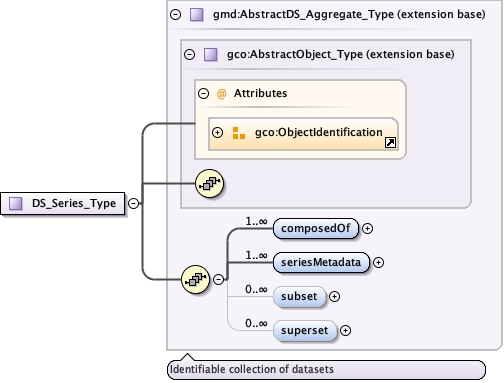 gmd:AbstractDS_Aggregate_Type (extension base)
gco:AbstractObject_Type (extension base)
@ Attributes
gco:ObjectIdentification
DS_Series_Type
1..∞
composedOf
1..∞
seriesMetadata
0..∞
subset
0..∞
superset
Identifiable collection of datasets